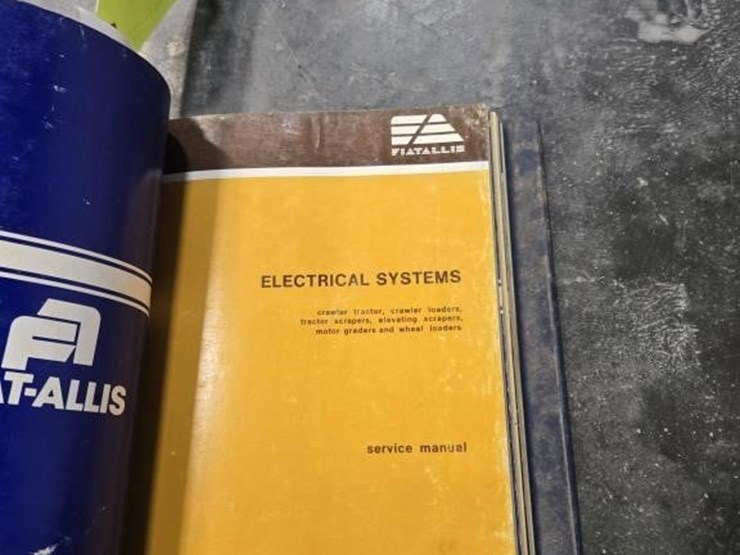 FIATALLIS
ELECTRICAL SYSTEMS
crawler tractor, crawler loaders,
tractor scrapers, elevating scrapers,
motor graders and wheel loaders
service manual
FA
AT-ALLIS